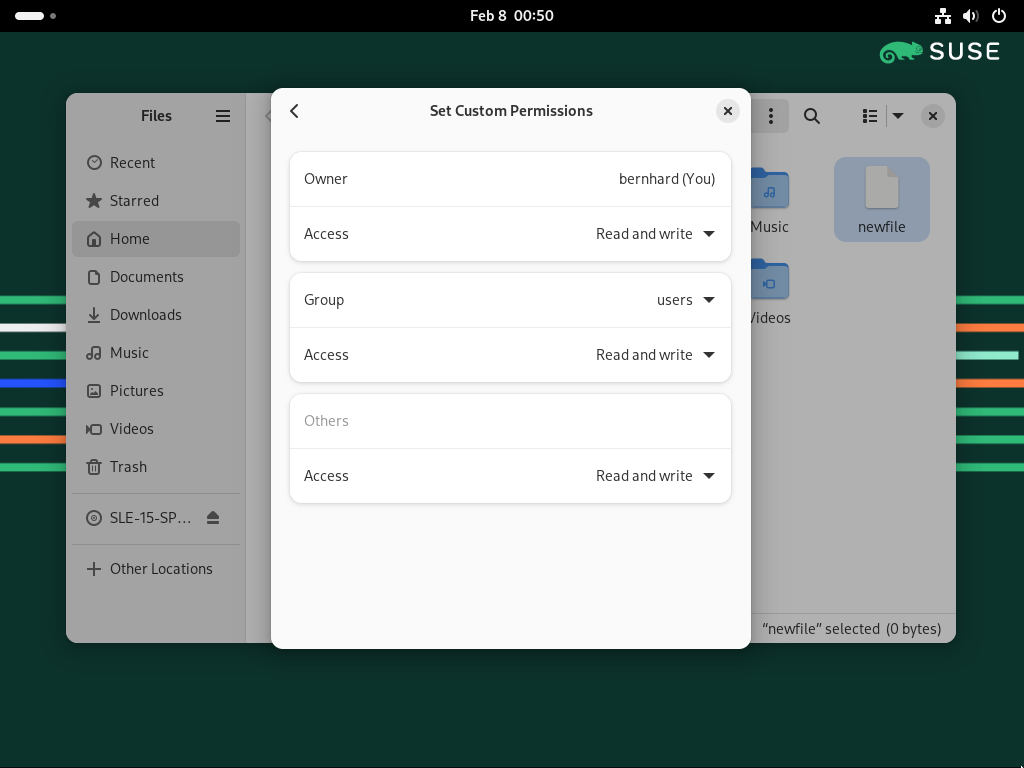 Feb 8 00:50
SUSE
Files
Set Custom Permissions
Recent
Starred
Home
Documents
Downloads
Music
Pictures
Videos
Trash
SLE-15-SP...
Other Locations
Owner
bernhard (You)
Access
Read and write
Group
users
Access
Read and write
Others
Access
Read and write
Music
newfile
Videos
“newfile” selected (0 bytes)